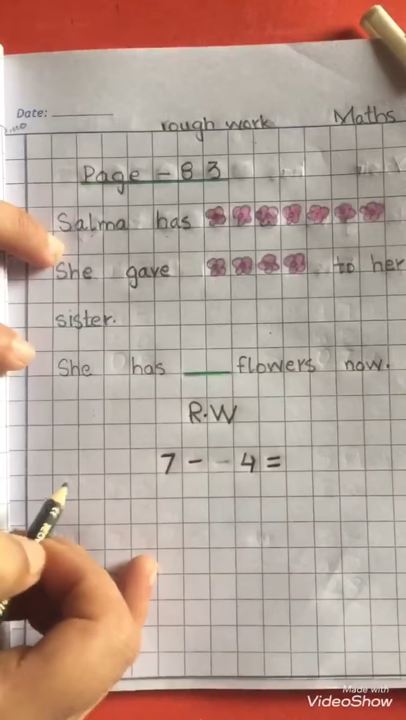 Date:
rough work Maths
Page - 83
Salma has
She gave to her
sister.
She has ___ flowers now.
R.W
7 - - 4 =
Made with
VideoShow